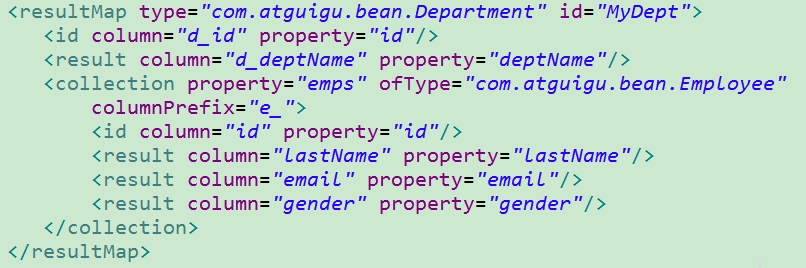 <resultMap type="com.atguigu.bean.Department" id="MyDept">
<id column="d_id" property="id"/>
<result column="d_deptName" property="deptName"/>
<collection property="emps" ofType="com.atguigu.bean.Employee"
columnPrefix="e_">
<id column="id" property="id"/>
<result column="lastName" property="lastName"/>
<result column="email" property="email"/>
<result column="gender" property="gender"/>
</collection>
</resultMap>